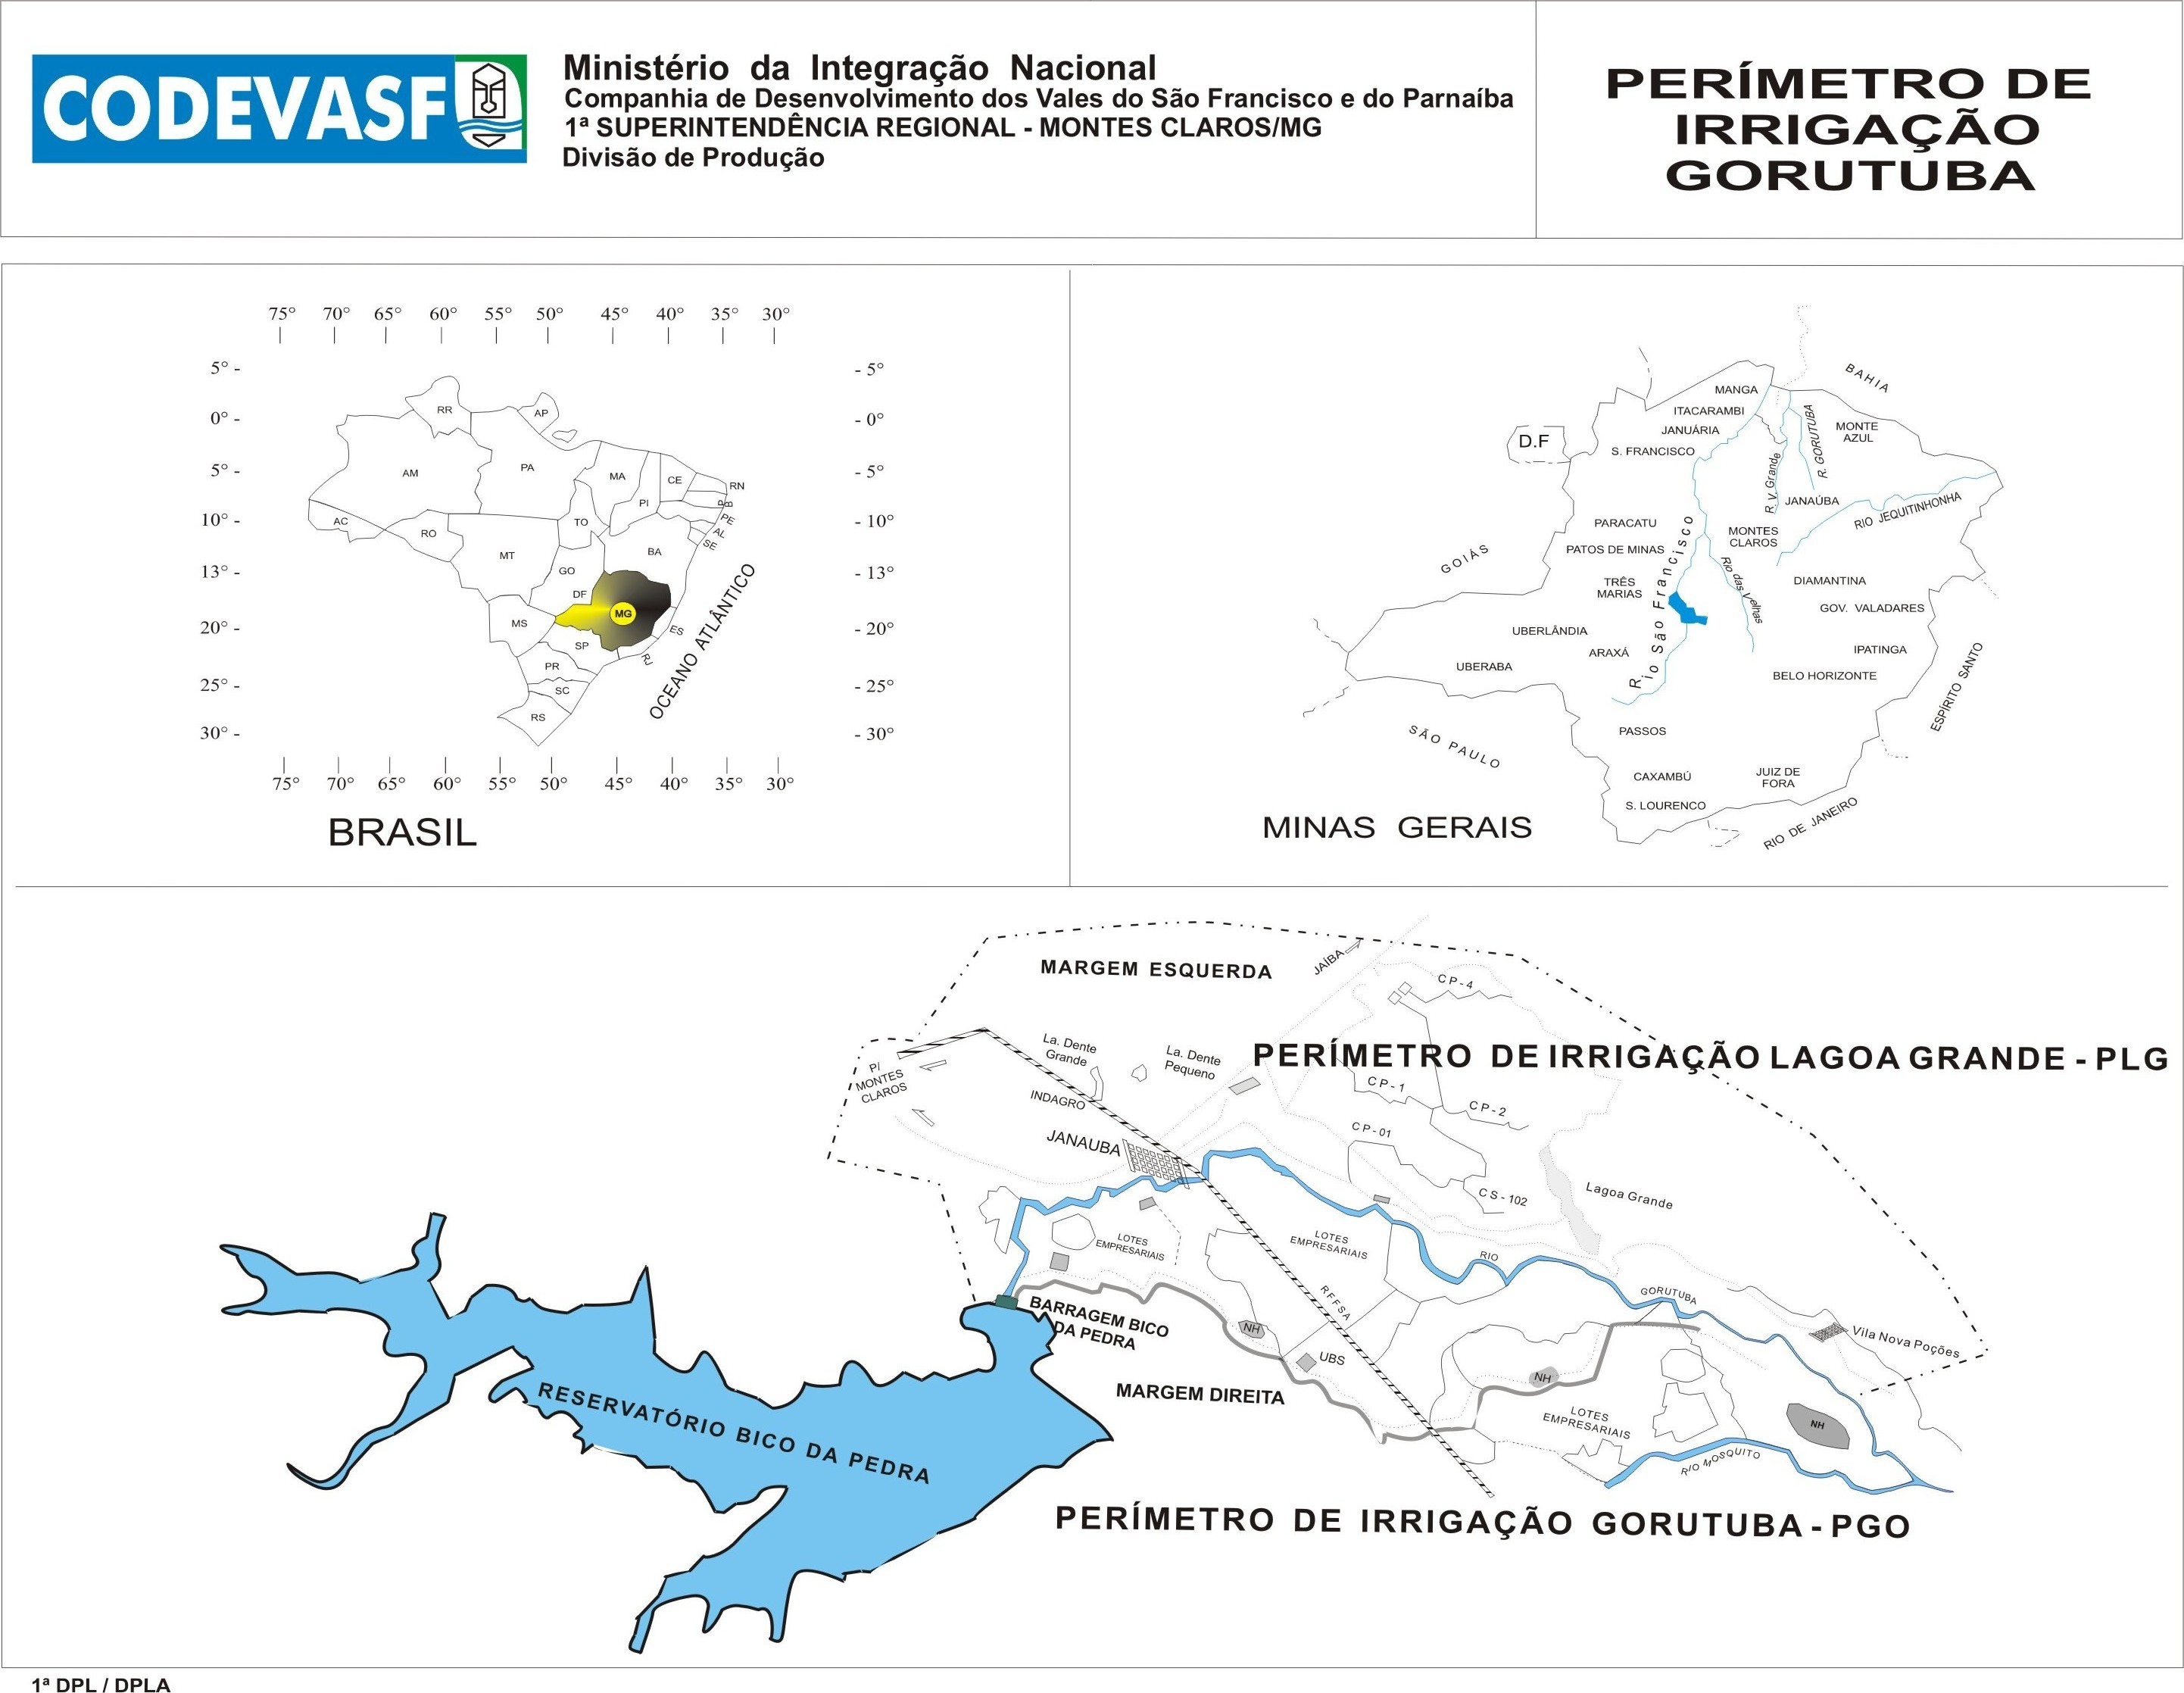 CODEVASF
Ministério da Integração Nacional
Companhia de Desenvolvimento dos Vales do São Francisco e do Parnaíba
1ª SUPERINTENDÊNCIA REGIONAL - MONTES CLAROS/MG
Divisão de Produção
PERÍMETRO DE
IRRIGAÇÃO
GORUTUBA
75° 70° 65° 60° 55° 50° 45° 40° 35° 30°
5° - - 5°
0° - - 0°
5° - - 5°
10° - - 10°
13° - - 13°
20° - - 20°
25° - - 25°
30° - - 30°
RR
AP
AM
PA
MA
CE
RN
PI
PB
PE
AL
SE
AC
RO
TO
MT
BA
GO
DF
MG
MS
ES
SP
RJ
PR
SC
RS
OCEANO ATLÂNTICO
75° 70° 65° 60° 55° 50° 45° 40° 35° 30°
BRASIL
BAHIA
MANGA
ITACARAMBI
JANUÁRIA
S. FRANCISCO
D.F
R. GORUTUBA
MONTE
AZUL
R. V. Grande
JANAÚBA
RIO JEQUITINHONHA
PARACATU
MONTES
CLAROS
PATOS DE MINAS
GOIÁS
TRÊS
MARIAS
Rio São Francisco
Rio das Velhas
DIAMANTINA
GOV. VALADARES
UBERLÂNDIA
ARAXÁ
IPATINGA
UBERABA
BELO HORIZONTE
ESPÍRITO SANTO
PASSOS
SÃO PAULO
CAXAMBÚ
JUIZ DE
FORA
S. LOURENCO
RIO DE JANEIRO
MINAS GERAIS
MARGEM ESQUERDA
JAÍBA
CP-4
PERÍMETRO DE IRRIGAÇÃO LAGOA GRANDE - PLG
La. Dente
Grande
La. Dente
Pequeno
P/
MONTES
CLAROS
INDAGRO
CP-1
CP-2
CP-01
JANAUBA
CS-102
Lagoa Grande
LOTES
EMPRESARIAIS
LOTES
EMPRESARIAIS
RIO
GORUTUBA
RFFSA
BARRAGEM BICO
DA PEDRA
NH
UBS
Vila Nova Poções
NH
MARGEM DIREITA
LOTES
EMPRESARIAIS
NH
RIO MOSQUITO
RESERVATÓRIO BICO DA PEDRA
PERÍMETRO DE IRRIGAÇÃO GORUTUBA - PGO
1ª DPL / DPLA